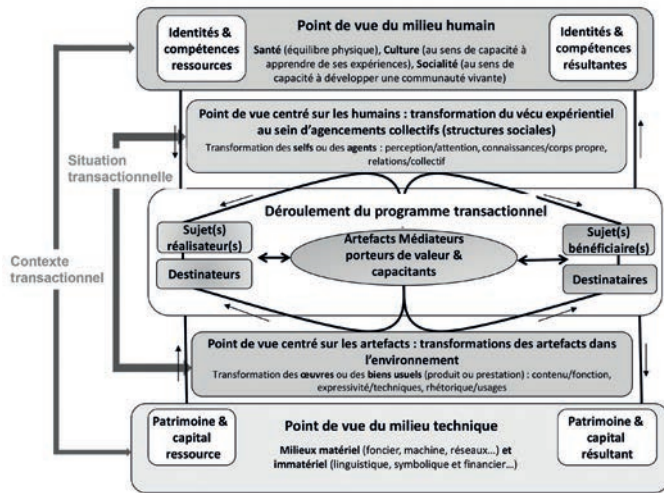 Point de vue du milieu humain
Identités &
compétences
ressources
Santé (équilibre physique), Culture (au sens de capacité à
apprendre de ses expériences), Socialité (au sens de
capacité à développer une communauté vivante)
Identités &
compétences
résultantes
Point de vue centré sur les humains : transformation du vécu expérientiel
au sein d'agencements collectifs (structures sociales)
Transformation des selfs ou des agents : perception/attention, connaissances/corps propre,
relations/collectif
Situation
transactionnelle
Contexte
transactionnel
Déroulement du programme transactionnel
Sujet(s)
réalisateur(s)
Destinateurs
Artefacts Médiateurs
porteurs de valeur &
capacitants
Sujet(s)
bénéficiaire(s)
Destinataires
Point de vue centré sur les artefacts : transformations des artefacts dans
l'environnement
Transformation des œuvres ou des biens usuels (produit ou prestation) : contenu/fonction,
expressivité/techniques, rhétorique/usages
Patrimoine &
capital
ressource
Point de vue du milieu technique
Milieux matériel (foncier, machine, réseaux...) et
immatériel (linguistique, symbolique et financier...)
Patrimoine &
capital
résultant